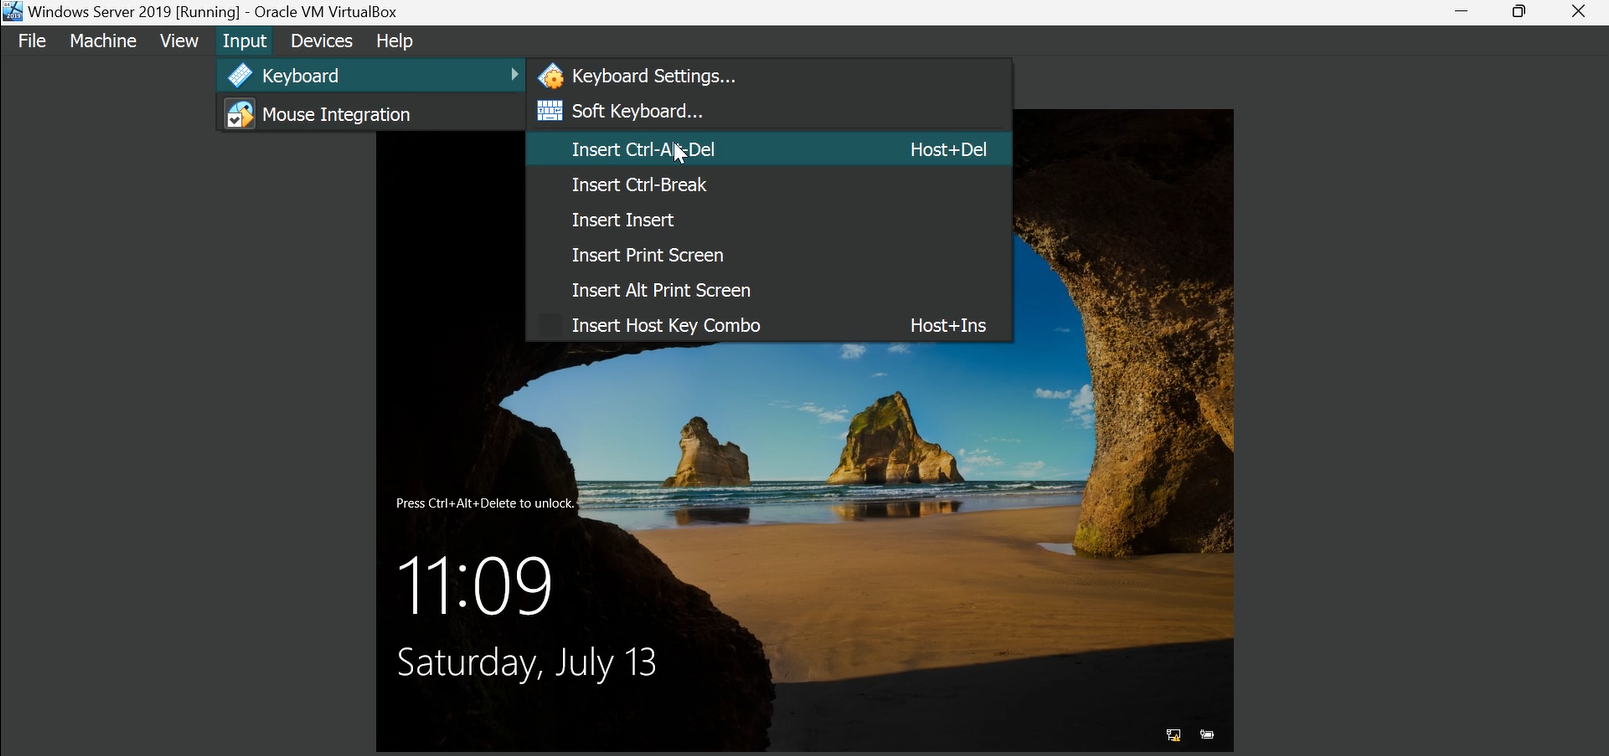 Windows Server 2019 [Running] - Oracle VM VirtualBox
File Machine View Input Devices Help
Keyboard
Mouse Integration
Keyboard Settings...
Soft Keyboard...
Insert Ctrl-Alt-Del Host+Del
Insert Ctrl-Break
Insert Insert
Insert Print Screen
Insert Alt Print Screen
Insert Host Key Combo Host+Ins
Press Ctrl+Alt+Delete to unlock.
11:09
Saturday, July 13